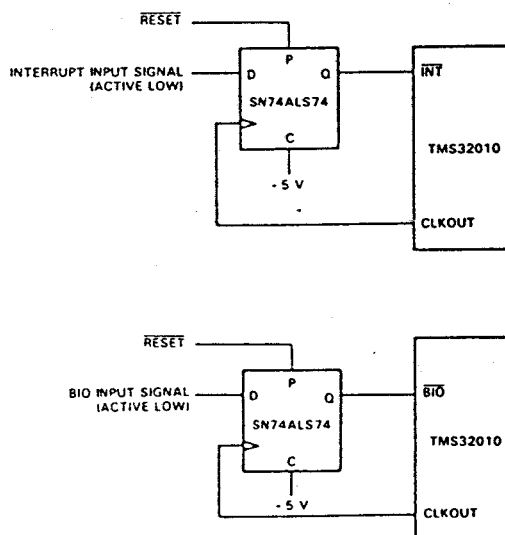 RESET
P
INTERRUPT INPUT SIGNAL
(ACTIVE LOW)
D
Q
INT
SN74ALS74
TMS32010
C
- 5 V
CLKOUT
RESET
P
BIO INPUT SIGNAL
(ACTIVE LOW)
D
Q
BIO
SN74ALS74
TMS32010
C
- 5 V
CLKOUT